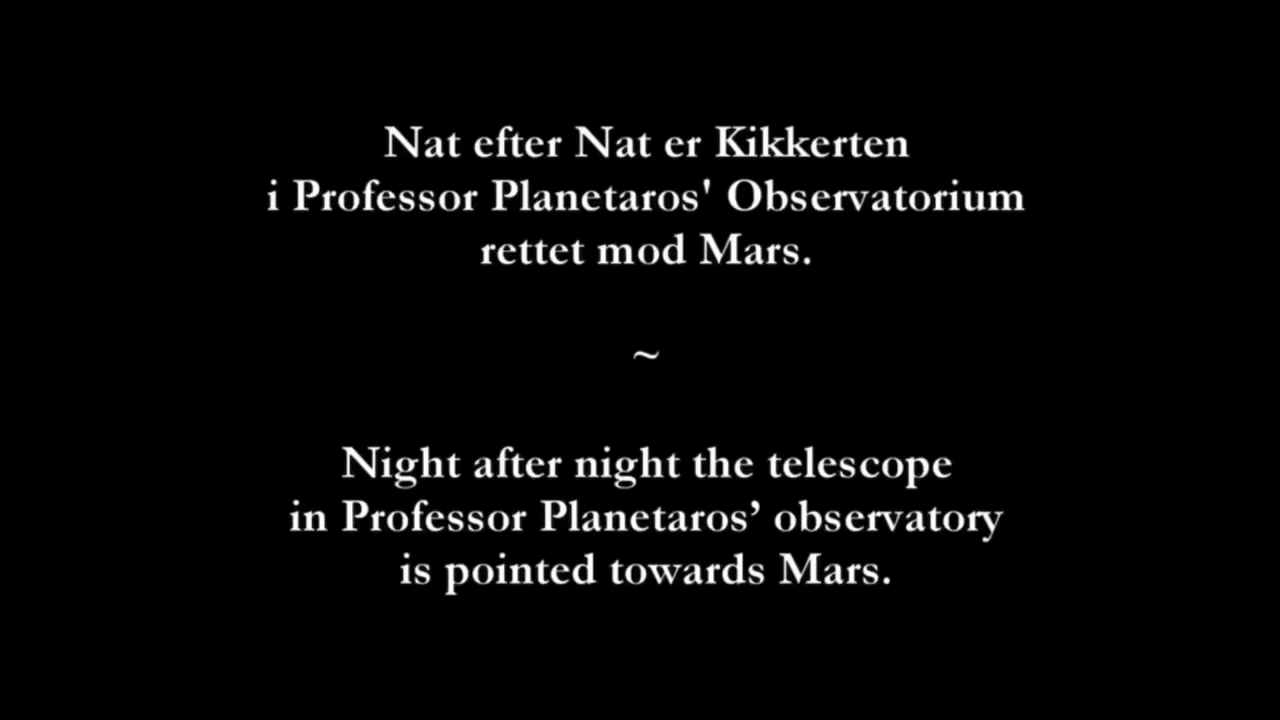 Nat efter Nat er Kikkerten
i Professor Planetaros' Observatorium
rettet mod Mars.
~
Night after night the telescope
in Professor Planetaros’ observatory
is pointed towards Mars.